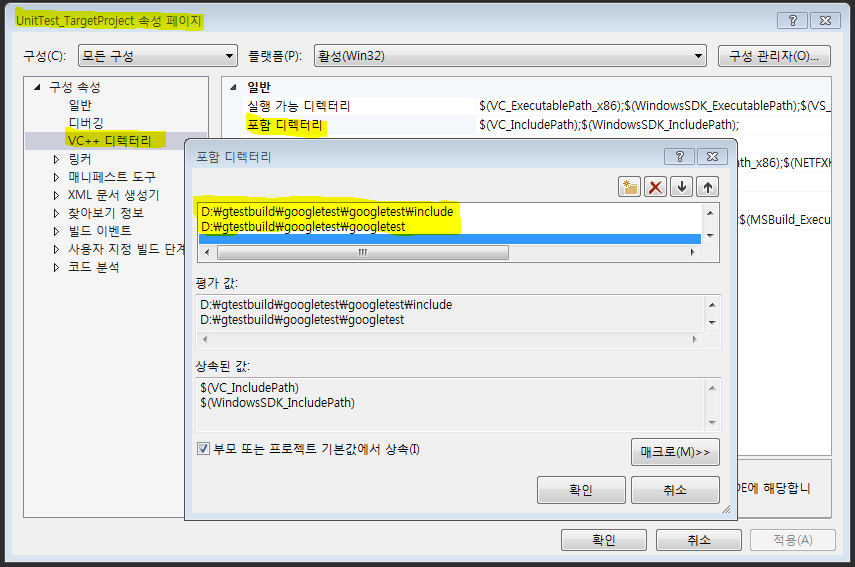 UnitTest_TargetProject 속성 페이지
구성(C):
모든 구성
플랫폼(P):
활성(Win32)
구성 관리자(O)...
구성 속성
일반
디버깅
VC++ 디렉터리
링커
매니페스트 도구
XML 문서 생성기
찾아보기 정보
빌드 이벤트
사용자 지정 빌드 단계
코드 분석
일반
실행 가능 디렉터리 $(VC_ExecutablePath_x86);$(WindowsSDK_ExecutablePath);$(VS_
포함 디렉터리 $(VC_IncludePath);$(WindowsSDK_IncludePath);
ath_x86);$(NETFXK
$(MSBuild_Execu
DE에 해당합니
포함 디렉터리
D:₩gtestbuild₩googletest₩googletest₩include
D:₩gtestbuild₩googletest₩googletest
평가 값:
D:₩gtestbuild₩googletest₩googletest₩include
D:₩gtestbuild₩googletest₩googletest
상속된 값:
$(VC_IncludePath)
$(WindowsSDK_IncludePath)
부모 또는 프로젝트 기본값에서 상속(I)
매크로(M)>>
확인
취소
확인
취소
적용(A)